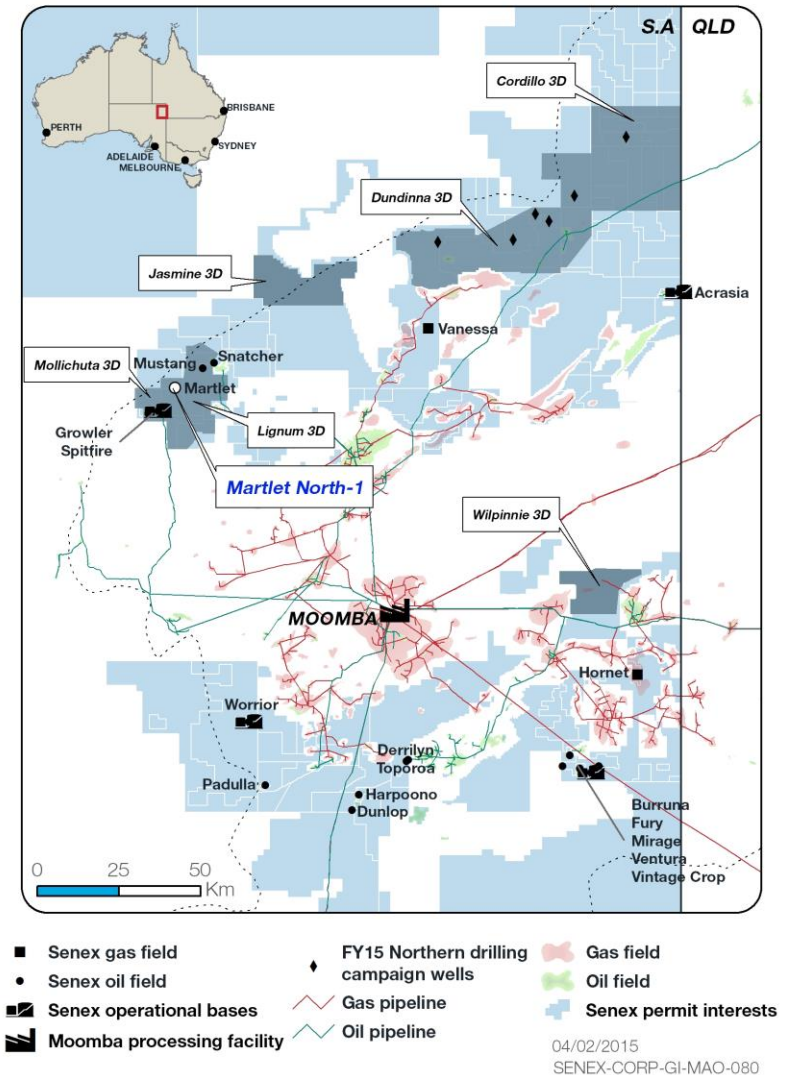 S.A QLD
Cordillo 3D
BRISBANE
PERTH
SYDNEY
ADELAIDE
MELBOURNE
Dundinna 3D
Jasmine 3D
Acrasia
Vanessa
Mollichuta 3D
Mustang
Snatcher
Martlet
Growler
Spitfire
Lignum 3D
Martlet North-1
Wilpinnie 3D
MOOMBA
Hornet
Worrior
Derrilyn
Toporoa
Padulla
Harpoono
Dunlop
Burruna
Fury
Mirage
Ventura
Vintage Crop
0 25 50
Km
Senex gas field
Senex oil field
Senex operational bases
Moomba processing facility
FY15 Northern drilling
campaign wells
Gas pipeline
Oil pipeline
Gas field
Oil field
Senex permit interests
04/02/2015
SENEX-CORP-GI-MAO-080